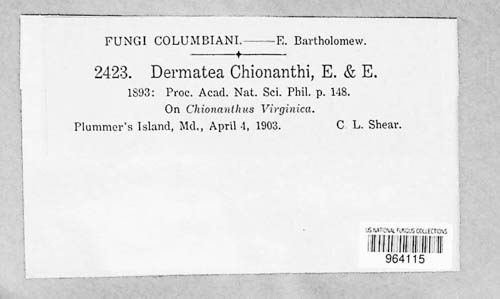 FUNGI COLUMBIANI.——E. Bartholomew.
2423. Dermatea Chionanthi, E. & E.
1893: Proc. Acad. Nat. Sci. Phil. p. 148.
On Chionanthus Virginica.
Plummer's Island, Md., April 4, 1903. C. L. Shear.
US NATIONAL FUNGUS COLLECTIONS
964115